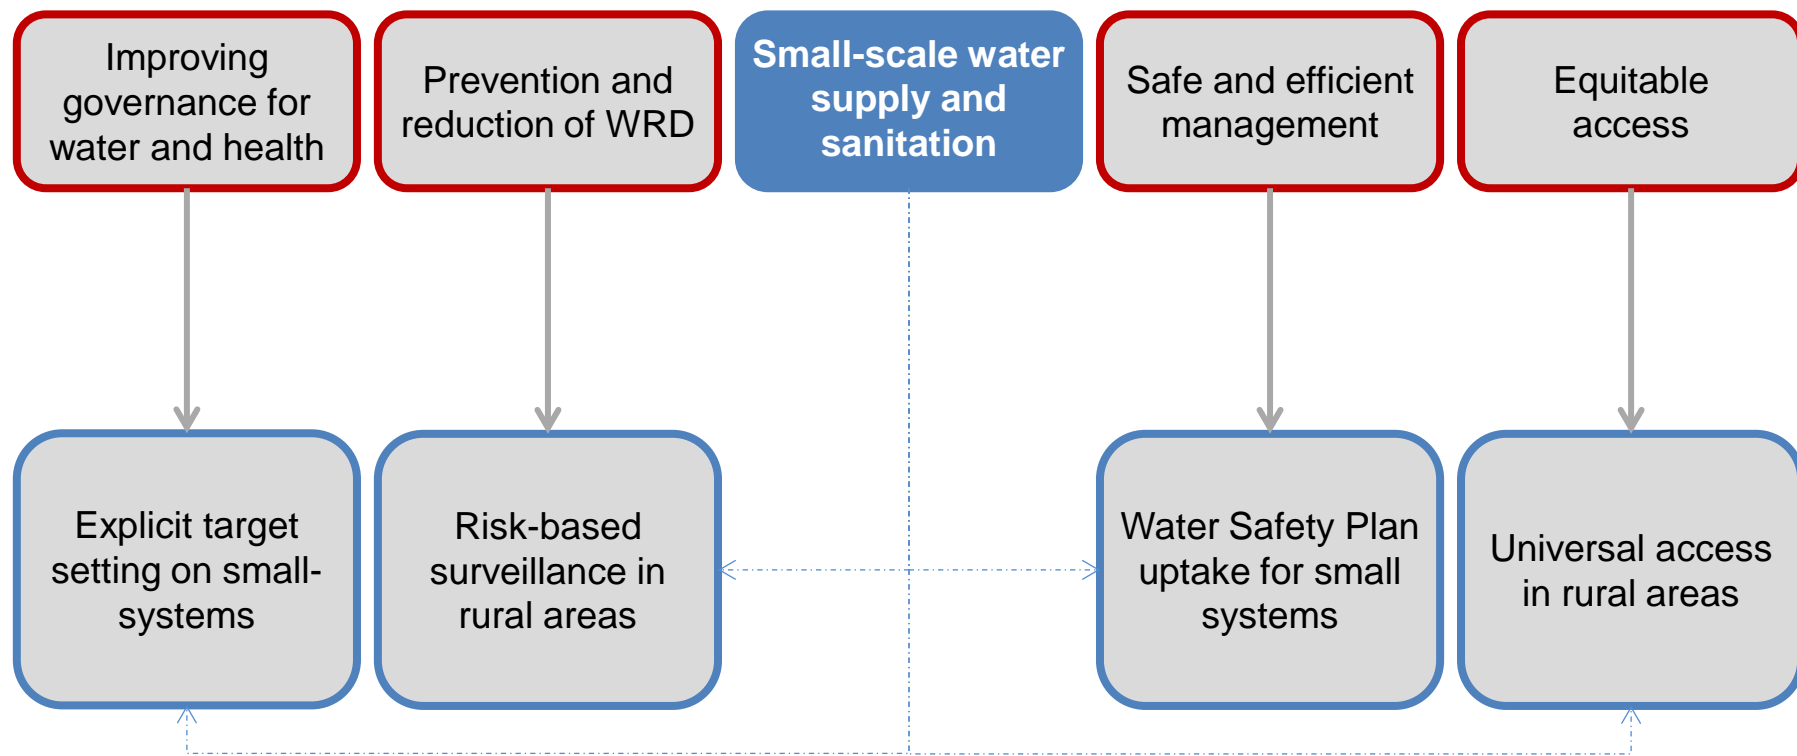 Improving
governance for
water and health
Prevention and
reduction of WRD
Small-scale water
supply and
sanitation
Safe and efficient
management
Equitable
access
Explicit target
setting on small-
systems
Risk-based
surveillance in
rural areas
Water Safety Plan
uptake for small
systems
Universal access
in rural areas